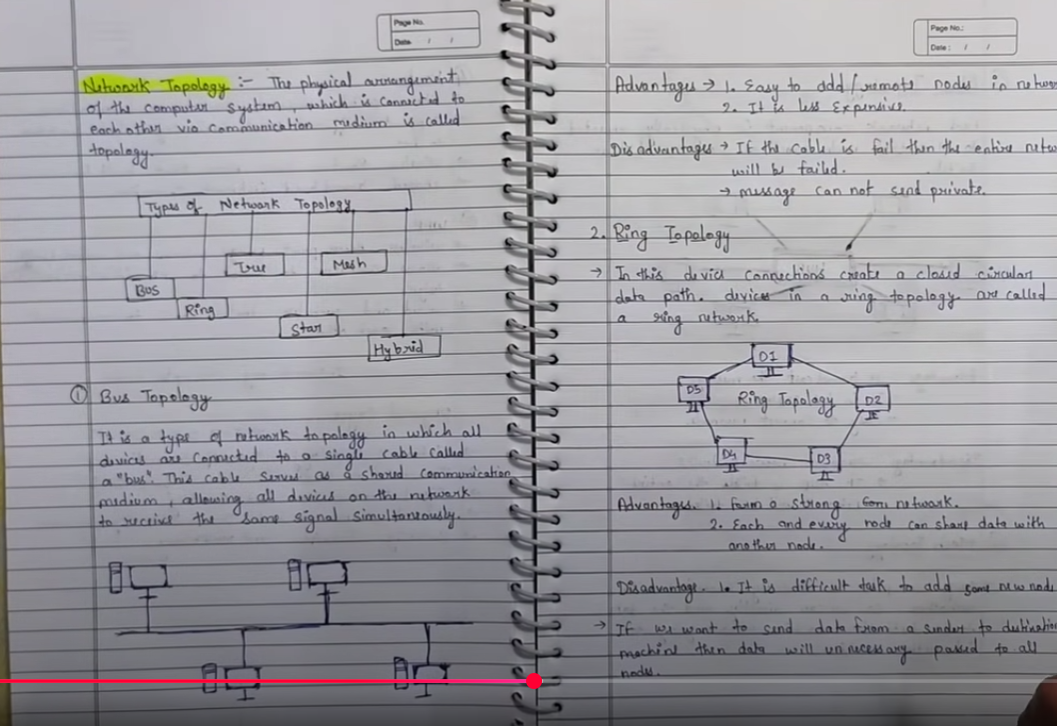 Page No.
Date / /
Network Topology :- The physical arrangement
of the computer system, which is connected to
each other via communication medium is called
topology.
Types of Network Topology
Tree
Mesh
Bus
Ring
Star
Hybrid
① Bus Topology
It is a type of network topology in which all
devices are connected to a single cable called
a "bus". This cable serves as a shared communication
medium, allowing all devices on the network
to receive the same signal simultaneously.
Page No.:
Date : / /
Advantages → 1. Easy to add/remote nodes in networ
2. It is less Expensive.
Disadvantages → If the cable is fail then the entire netw
will be failed.
→ message can not send private.
2. Ring Topology
→ In this device connections create a closed circular
data path. devices in a ring topology are called
a ring network.
D1
D5
Ring Topology
D2
D4
D3
Advantages. 1. Form a strong com network.
2. Each and every node can share data with
another node.
Disadvantage. 1. It is difficult task to add some new node
→ If we want to send data from a sender to destination
machine then data will unnecessary passed to all
nodes.